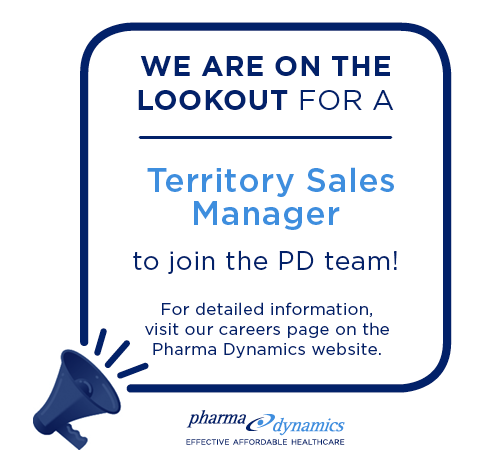 WE ARE ON THE
LOOKOUT FOR A
Territory Sales
Manager
to join the PD team!
For detailed information,
visit our careers page on the
Pharma Dynamics website.
pharma dynamics
EFFECTIVE AFFORDABLE HEALTHCARE